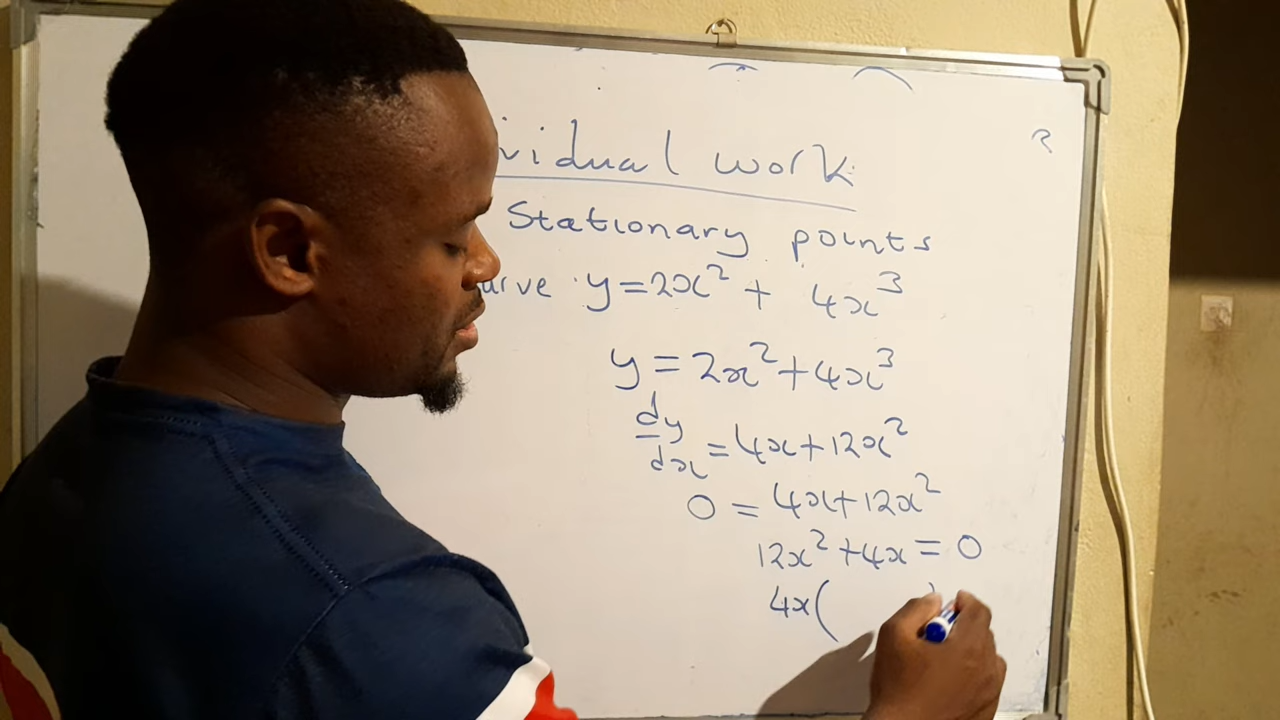 vidual work
Stationary points
urve y=2x²+ 4x³
y=2x²+4x³
dy/dx=4x+12x²
0=4x+12x²
12x²+4x=0
4x( )